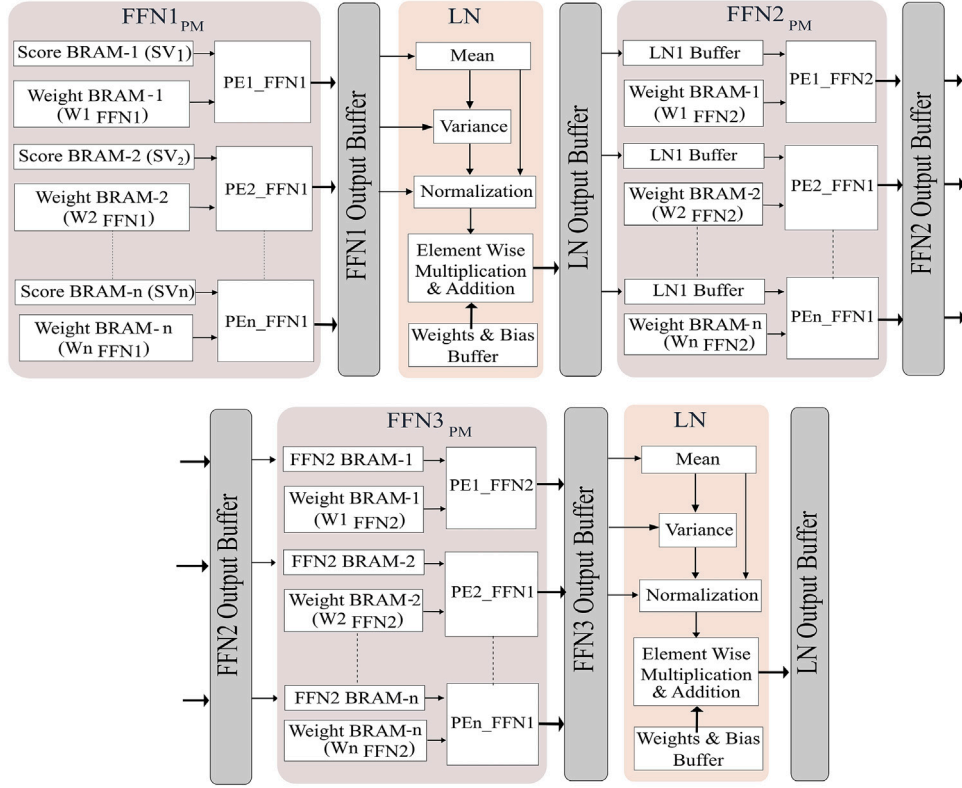 FFN1 PM
Score BRAM-1 (SV1)
Weight BRAM-1
(W1 FFN1)
PE1_FFN1
Score BRAM-2 (SV2)
Weight BRAM-2
(W2 FFN1)
PE2_FFN1
Score BRAM-n (SVn)
Weight BRAM-n
(Wn FFN1)
PEn_FFN1
FFN1 Output Buffer
LN
Mean
Variance
Normalization
Element Wise
Multiplication
& Addition
Weights & Bias
Buffer
LN Output Buffer
FFN2 PM
LN1 Buffer
Weight BRAM-1
(W1 FFN2)
PE1_FFN2
LN1 Buffer
Weight BRAM-2
(W2 FFN2)
PE2_FFN1
LN1 Buffer
Weight BRAM-n
(Wn FFN2)
PEn_FFN1
FFN2 Output Buffer
FFN2 Output Buffer
FFN3 PM
FFN2 BRAM-1
Weight BRAM-1
(W1 FFN2)
PE1_FFN2
FFN2 BRAM-2
Weight BRAM-2
(W2 FFN2)
PE2_FFN1
FFN2 BRAM-n
Weight BRAM-n
(Wn FFN2)
PEn_FFN1
FFN3 Output Buffer
LN
Mean
Variance
Normalization
Element Wise
Multiplication
& Addition
Weights & Bias
Buffer
LN Output Buffer